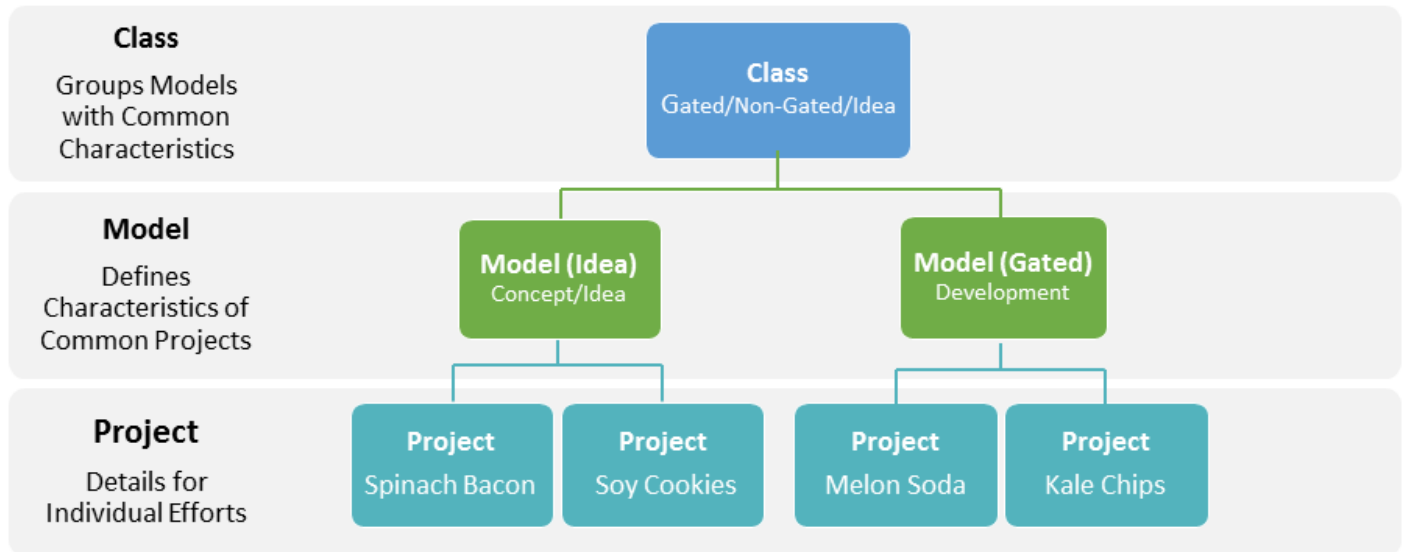 Class
Groups Models
with Common
Characteristics
Class
Gated/Non-Gated/Idea
Model
Defines
Characteristics of
Common Projects
Model (Idea)
Concept/Idea
Model (Gated)
Development
Project
Details for
Individual Efforts
Project
Spinach Bacon
Project
Soy Cookies
Project
Melon Soda
Project
Kale Chips